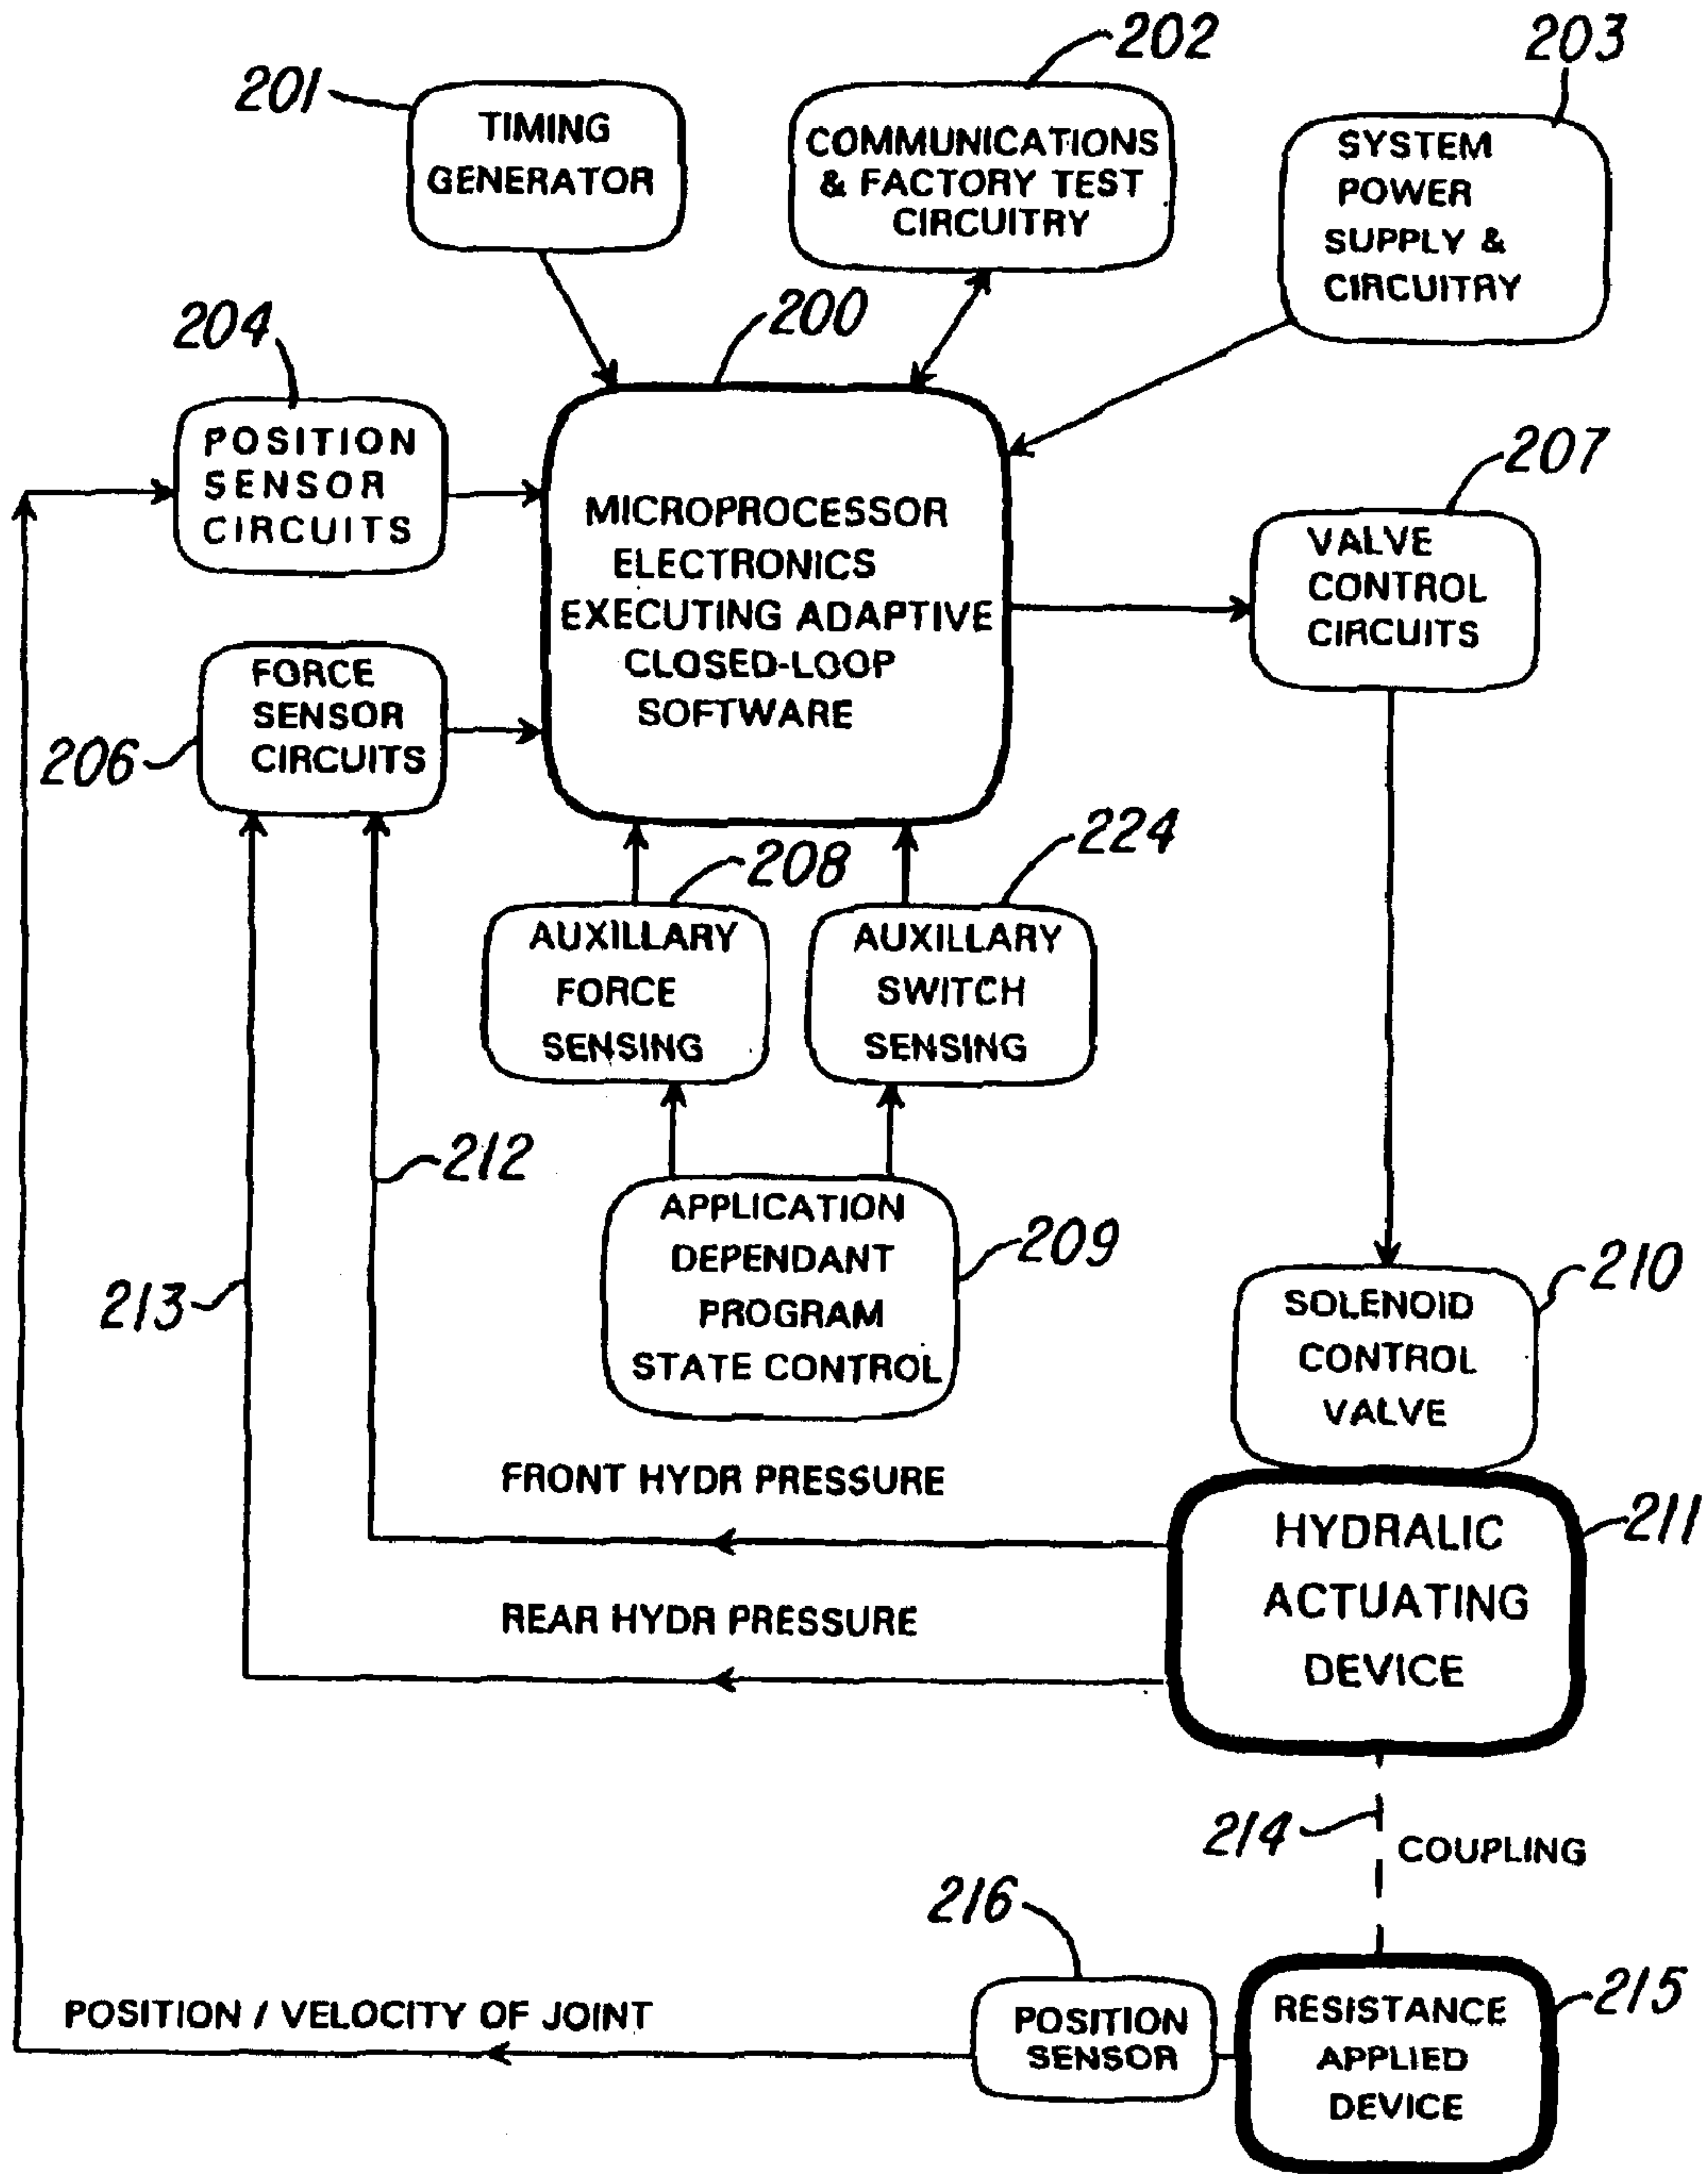 202
203
201
TIMING
GENERATOR
COMMUNICATIONS
& FACTORY TEST
CIRCUITRY
SYSTEM
POWER
SUPPLY &
CIRCUITRY
200
204
POSITION
SENSOR
CIRCUITS
207
MICROPROCESSOR
ELECTRONICS
EXECUTING ADAPTIVE
CLOSED-LOOP
SOFTWARE
VALVE
CONTROL
CIRCUITS
FORCE
SENSOR
CIRCUITS
206
208
224
AUXILLARY
FORCE
SENSING
AUXILLARY
SWITCH
SENSING
212
APPLICATION
DEPENDANT
PROGRAM
STATE CONTROL
209
213
210
SOLENOID
CONTROL
VALVE
FRONT HYDR PRESSURE
211
HYDRALIC
ACTUATING
DEVICE
REAR HYDR PRESSURE
214
COUPLING
216
215
POSITION / VELOCITY OF JOINT
POSITION
SENSOR
RESISTANCE
APPLIED
DEVICE